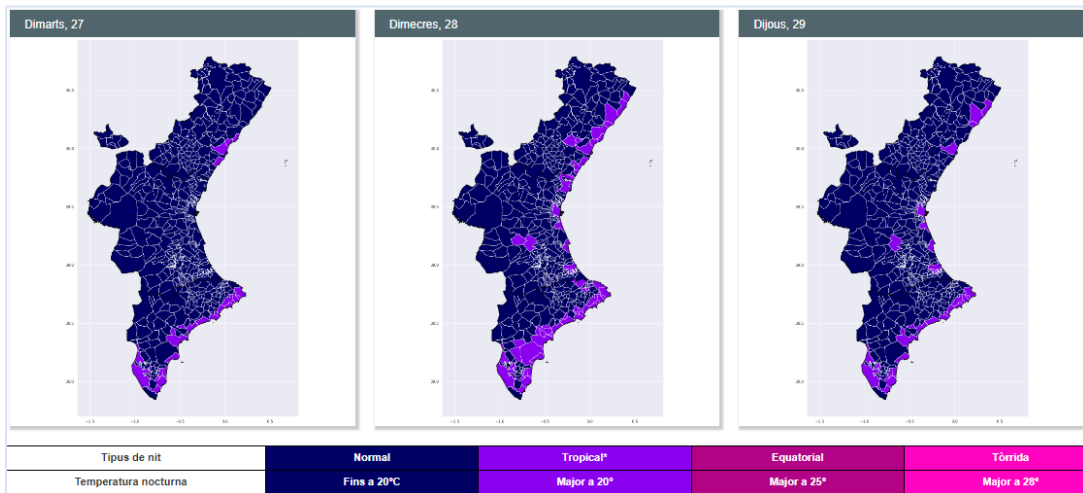 Dimarts, 27
Dimecres, 28
Dijous, 29
Tipus de nit Normal Tropical* Equatorial Tòrrida
Temperatura nocturna Fins a 20ºC Major a 20º Major a 25º Major a 28º